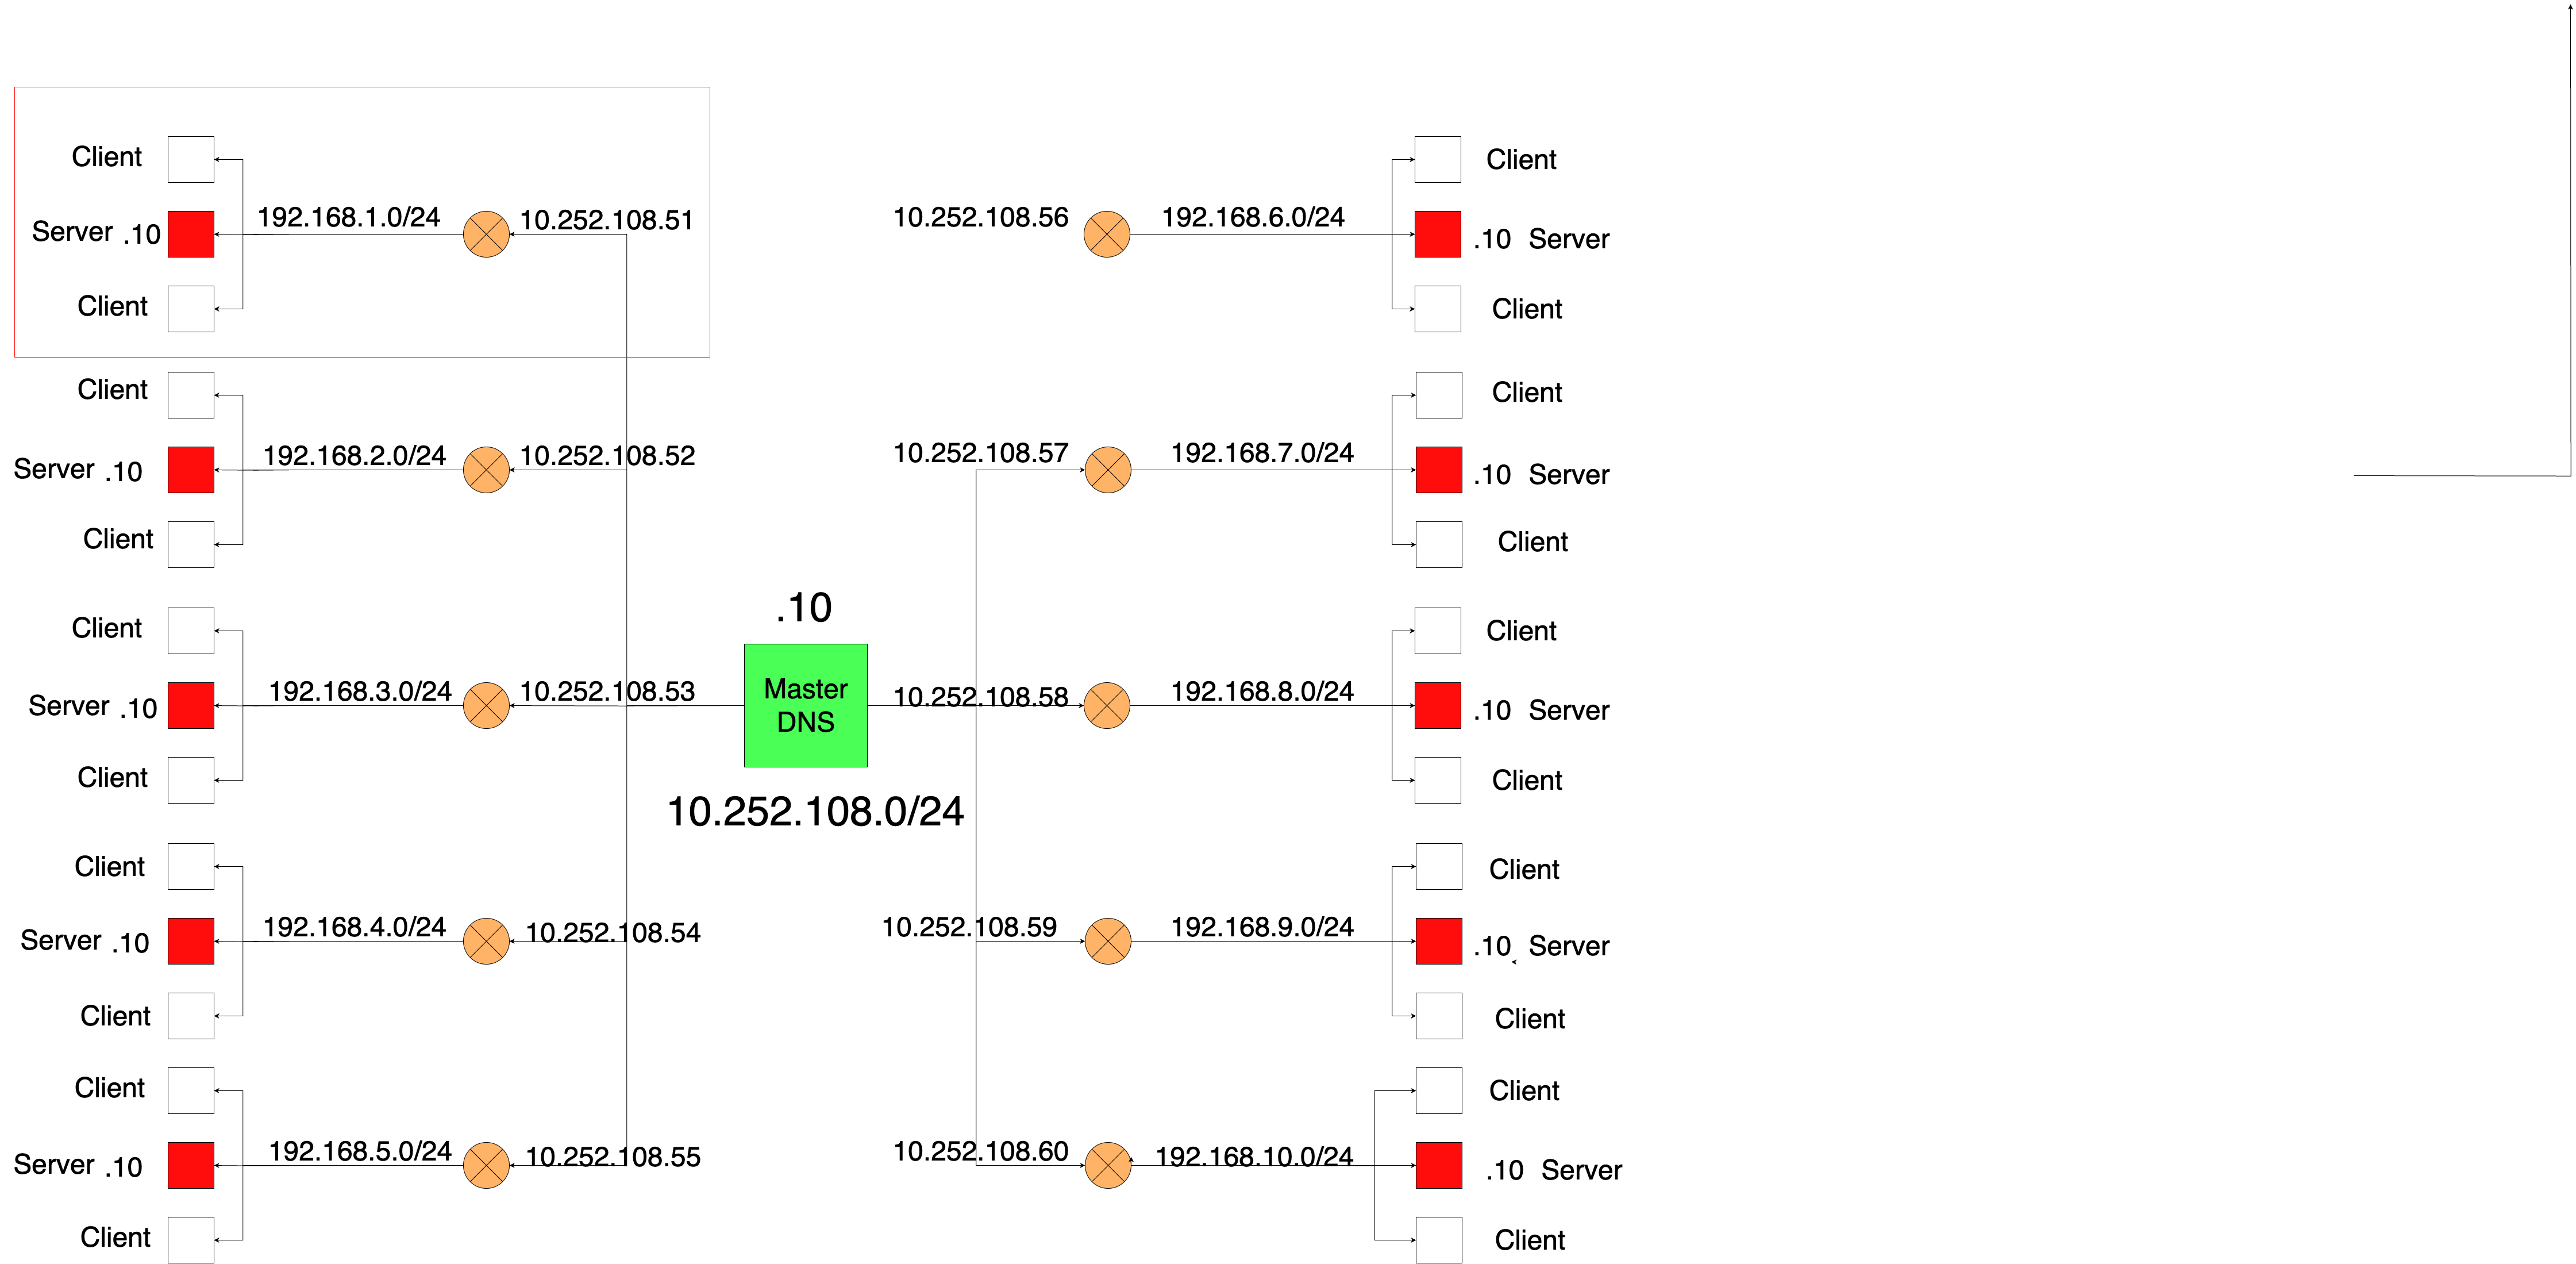 Client
192.168.1.0/24
10.252.108.51
Server .10
Client
Client
192.168.2.0/24
10.252.108.52
Server .10
Client
Client
192.168.3.0/24
10.252.108.53
Server .10
Client
Client
192.168.4.0/24
10.252.108.54
Server .10
Client
Client
192.168.5.0/24
10.252.108.55
Server .10
Client
.10
Master
DNS
10.252.108.0/24
Client
10.252.108.56
192.168.6.0/24
.10 Server
Client
Client
10.252.108.57
192.168.7.0/24
.10 Server
Client
Client
10.252.108.58
192.168.8.0/24
.10 Server
Client
Client
10.252.108.59
192.168.9.0/24
.10 Server
Client
Client
10.252.108.60
192.168.10.0/24
.10 Server
Client